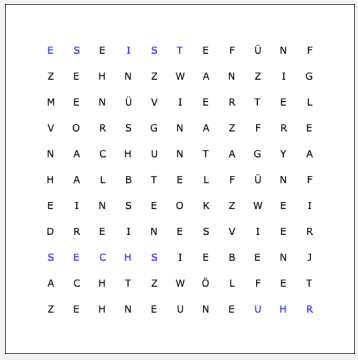 E S E I S T E F Ü N F
Z E H N Z W A N Z I G
M E N Ü V I E R T E L
V O R S G N A Z F R E
N A C H U N T A G Y A
H A L B T E L F Ü N F
E I N S E O K Z W E I
D R E I N E S V I E R
S E C H S I E B E N J
A C H T Z W Ö L F E T
Z E H N E U N E U H R